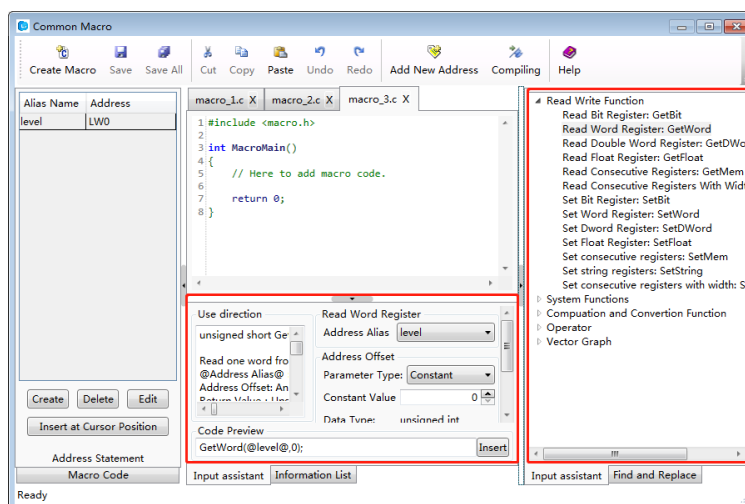 Common Macro
Create Macro Save Save All Cut Copy Paste Undo Redo Add New Address Compiling Help
Alias Name Address
level LW0
Create Delete Edit
Insert at Cursor Position
Address Statement
Macro Code
macro_1.c X macro_2.c X macro_3.c X
1 #include <macro.h>
2
3 int MacroMain()
4 {
5 // Here to add macro code.
6
7 return 0;
8 }
Use direction
unsigned short Ge
Read one word fro
@Address Alias@
Address Offset: An
Return Value : Uns
Read Word Register
Address Alias level
Address Offset
Parameter Type: Constant
Constant Value 0
Data Type: unsigned int
Code Preview
GetWord(@level@,0); Insert
Input assistant Information List
Read Write Function
Read Bit Register: GetBit
Read Word Register: GetWord
Read Double Word Register: GetDWo
Read Float Register: GetFloat
Read Consecutive Registers: GetMem
Read Consecutive Registers With Widt
Set Bit Register: SetBit
Set Word Register: SetWord
Set Dword Register: SetDWord
Set Float Register: SetFloat
Set consecutive registers: SetMem
Set string registers: SetString
Set consecutive registers with width: S
System Functions
Compuation and Convertion Function
Operator
Vector Graph
Input assistant Find and Replace
Ready